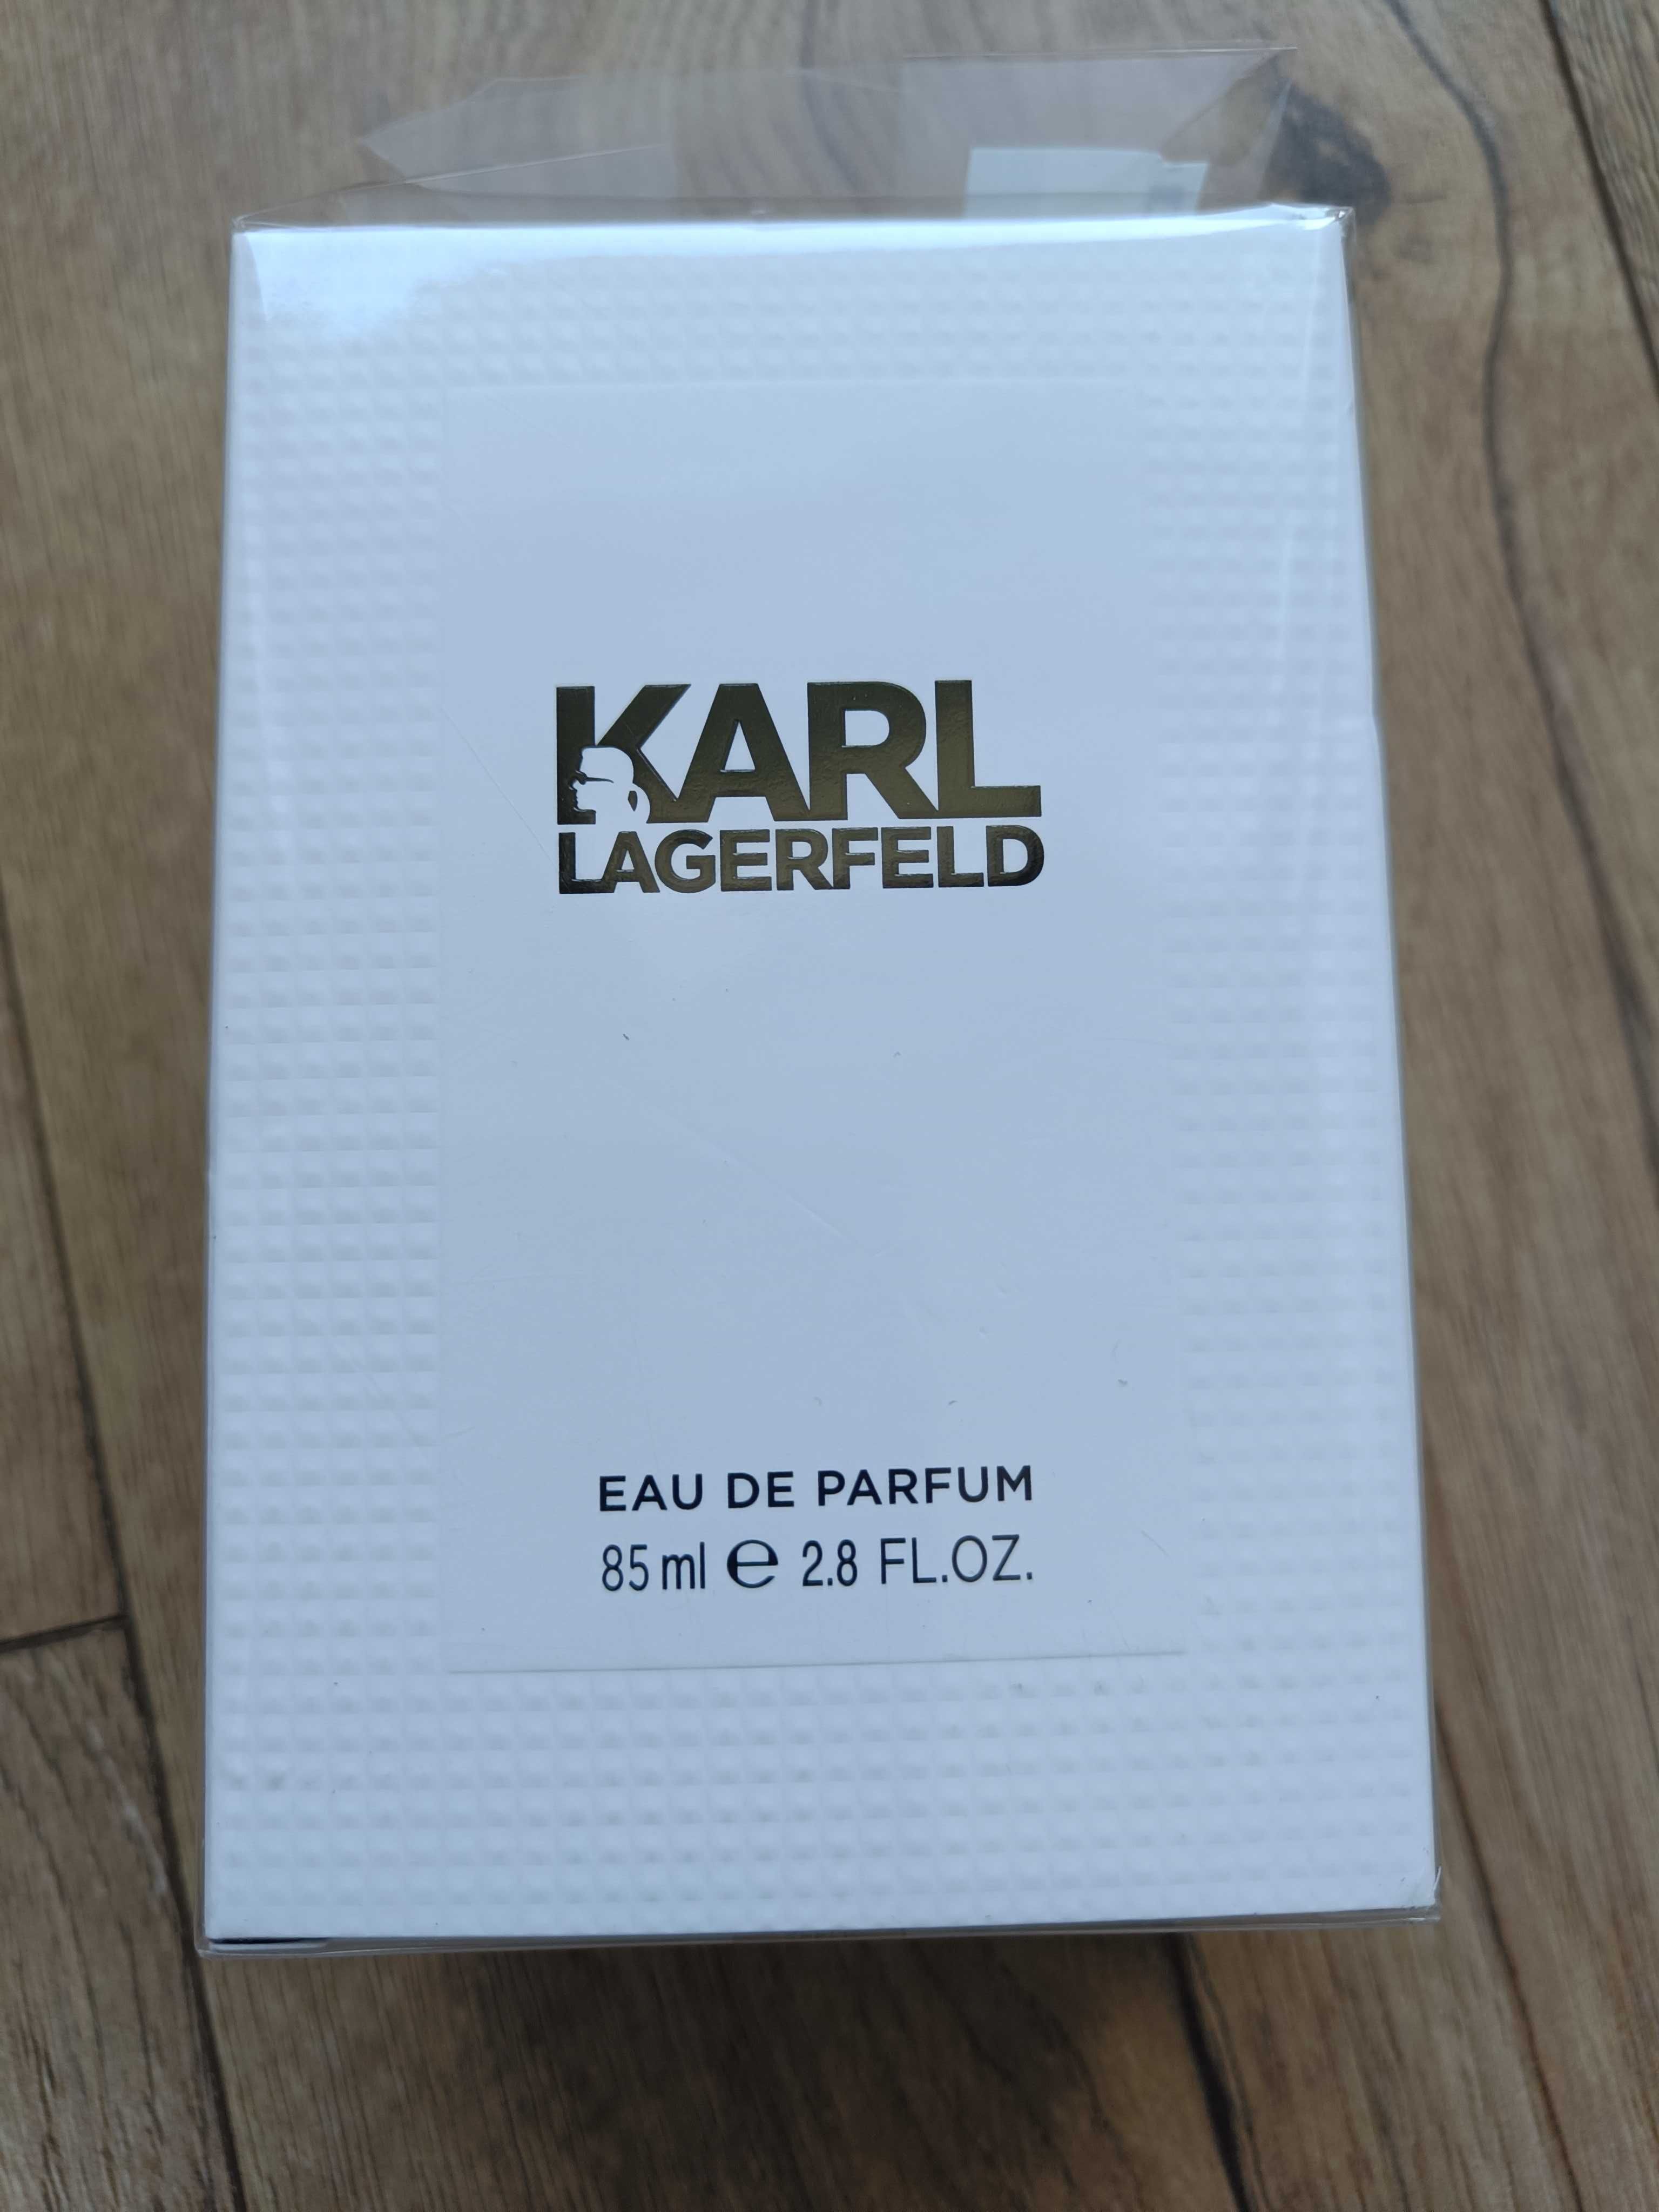 KARL
LAGERFELD
EAU DE PARFUM
85 ml e 2.8 FL.OZ.